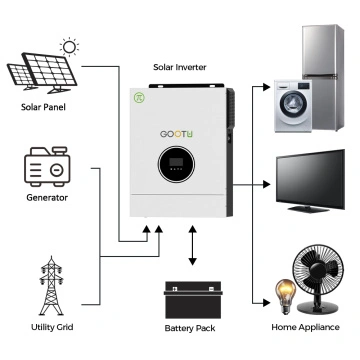 Solar Inverter
Solar Panel
GOOTU
Generator
Utility Grid
Battery Pack
Home Appliance